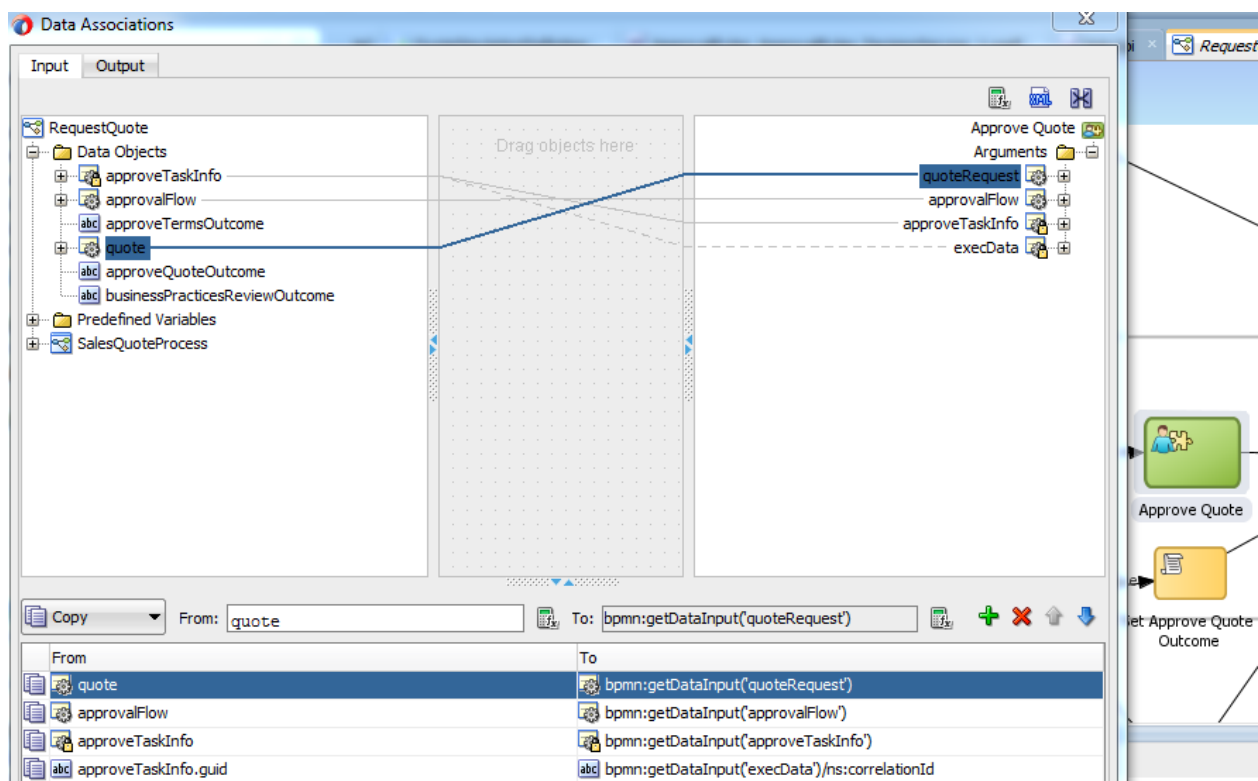 Data Associations
Request
Input Output
RequestQuote
Data Objects
approveTaskInfo
approvalFlow
approveTermsOutcome
quote
approveQuoteOutcome
businessPracticesReviewOutcome
Predefined Variables
SalesQuoteProcess
Drag objects here
Approve Quote
Arguments
quoteRequest
approvalFlow
approveTaskInfo
execData
Approve Quote
et Approve Quote
Outcome
Copy From: quote To: bpmn:getDataInput('quoteRequest')
From To
quote bpmn:getDataInput('quoteRequest')
approvalFlow bpmn:getDataInput('approvalFlow')
approveTaskInfo bpmn:getDataInput('approveTaskInfo')
abc approveTaskInfo.guid abc bpmn:getDataInput('execData')/ns:correlationId